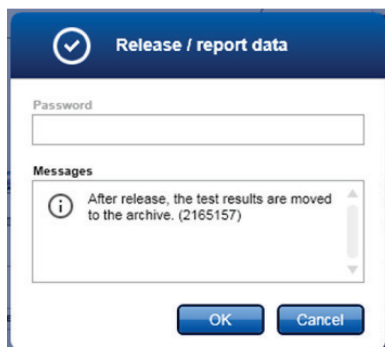 Release / report data
Password
Messages
After release, the test results are moved
to the archive. (2165157)
OK
Cancel